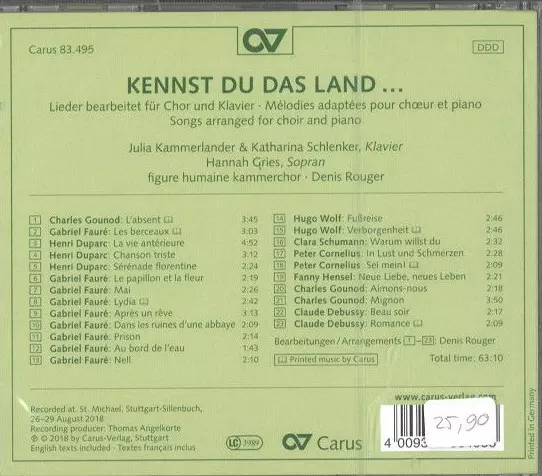 Carus 83.495
DDD
KENNST DU DAS LAND ...
Lieder bearbeitet für Chor und Klavier · Mélodies adaptées pour chœur et piano
Songs arranged for choir and piano
Julia Kammerlander & Katharina Schlenker, Klavier
Hannah Gries, Sopran
figure humaine kammerchor · Denis Rouger
1 Charles Gounod: L'absent 3:45
2 Gabriel Fauré: Les berceaux 3:03
3 Henri Duparc: La vie antérieure 4:52
4 Henri Duparc: Chanson triste 3:12
5 Henri Duparc: Sérénade florentine 2:24
6 Gabriel Fauré: Le papillon et la fleur 2:19
7 Gabriel Fauré: Mai 2:26
8 Gabriel Fauré: Lydia 2:42
9 Gabriel Fauré: Après un rêve 3:13
10 Gabriel Fauré: Dans les ruines d'une abbaye 2:09
11 Gabriel Fauré: Prison 2:14
12 Gabriel Fauré: Au bord de l'eau 1:43
13 Gabriel Fauré: Nell 2:10
14 Hugo Wolf: Fußreise 2:46
15 Hugo Wolf: Verborgenheit 2:46
16 Clara Schumann: Warum willst du 2:32
17 Peter Cornelius: In Lust und Schmerzen 2:28
18 Peter Cornelius: Sei mein! 2:09
19 Fanny Hensel: Neue Liebe, neues Leben 2:21
20 Charles Gounod: Aimons-nous 2:18
21 Charles Gounod: Mignon 3:50
22 Claude Debussy: Beau soir 2:17
23 Claude Debussy: Romance 2:09
Bearbeitungen/Arrangements 1–23: Denis Rouger
Printed music by Carus Total time: 63:10
Recorded at: St. Michael, Stuttgart-Sillenbuch,
26–29 August 2018
Recording producer: Thomas Angelkorte
℗ © 2018 by Carus-Verlag, Stuttgart
English texts included · Textes français inclus
LC 3989
Carus
www.carus-verlag.com
25,90
4 0093
Printed in Germany